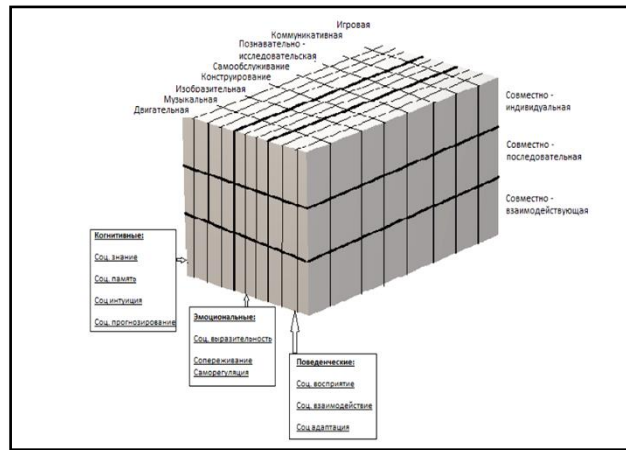 Игровая
Коммуникативная
Познавательно -
исследовательская
Самообслуживание
Конструирование
Изобразительная
Музыкальная
Двигательная
Совместно -
индивидуальная
Совместно -
последовательная
Совместно -
взаимодействующая
Когнитивные:
Соц. знание
Соц. память
Соц интуиция
Соц. прогнозирование
Эмоциональные:
Соц. выразительность
Сопереживание
Саморегуляция
Поведенческие:
Соц. восприятие
Соц. взаимодействие
Соц адаптация